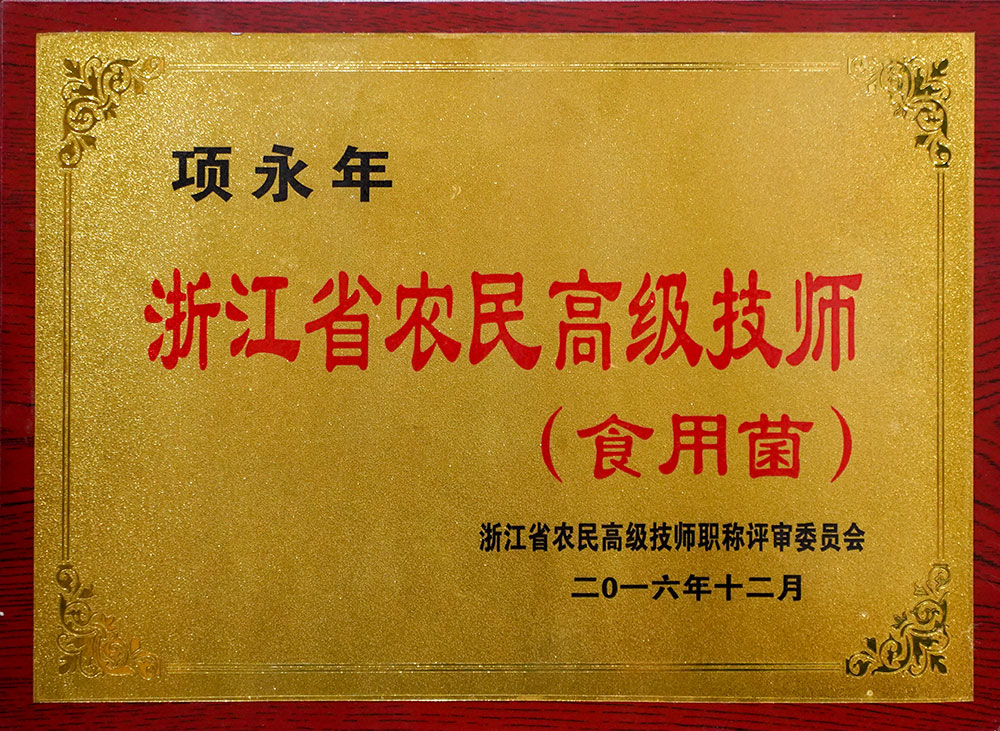 项永年
浙江省农民高级技师
（食用菌）
浙江省农民高级技师职称评审委员会
二0一六年十二月